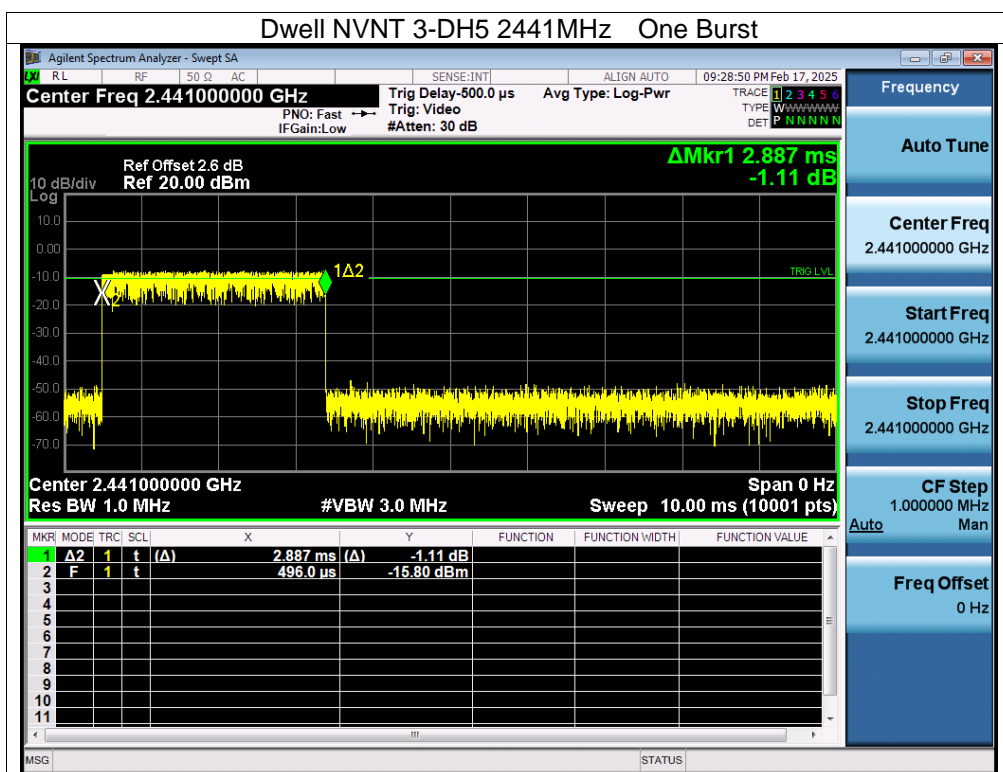 Dwell NVNT 3-DH5 2441MHz One Burst
Agilent Spectrum Analyzer - Swept SA
LXI RL RF 50 Ω AC SENSE:INT ALIGN AUTO 09:28:50 PM Feb 17, 2025
Center Freq 2.441000000 GHz
PNO: Fast
IFGain:Low
Trig Delay-500.0 µs
Trig: Video
#Atten: 30 dB
Avg Type: Log-Pwr
TRACE 1 2 3 4 5 6
TYPE WWWWWW
DET P N N N N N
ΔMkr1 2.887 ms
-1.11 dB
Ref Offset 2.6 dB
10 dB/div Ref 20.00 dBm
Log
10.0
0.00
-10.0
-20.0
-30.0
-40.0
-50.0
-60.0
-70.0
1Δ2
2
TRIG LVL
Center 2.441000000 GHz Span 0 Hz
Res BW 1.0 MHz #VBW 3.0 MHz Sweep 10.00 ms (10001 pts)
MKR MODE TRC SCL X Y FUNCTION FUNCTION WIDTH FUNCTION VALUE
1 Δ2 1 t (Δ) 2.887 ms (Δ) -1.11 dB
2 F 1 t 496.0 µs -15.80 dBm
3
4
5
6
7
8
9
10
11
MSG STATUS
Frequency
Auto Tune
Center Freq
2.441000000 GHz
Start Freq
2.441000000 GHz
Stop Freq
2.441000000 GHz
CF Step
1.000000 MHz
Auto Man
Freq Offset
0 Hz